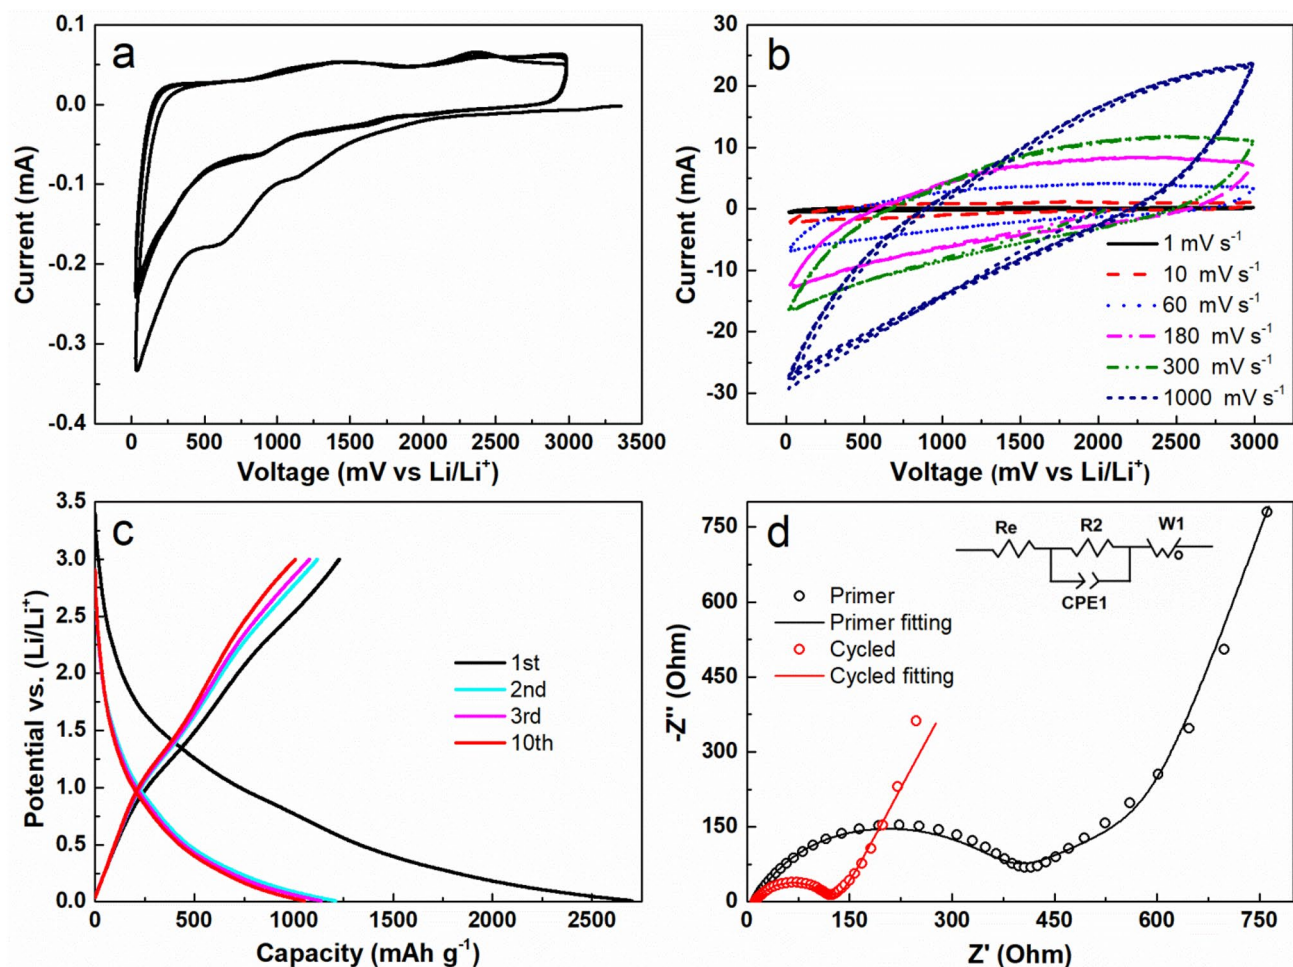 a
0.1
0.0
-0.1
-0.2
-0.3
-0.4
Current (mA)
0 500 1000 1500 2000 2500 3000 3500
Voltage (mV vs Li/Li⁺)
b
30
20
10
0
-10
-20
-30
Current (mA)
1 mV s⁻¹
10 mV s⁻¹
60 mV s⁻¹
180 mV s⁻¹
300 mV s⁻¹
1000 mV s⁻¹
0 500 1000 1500 2000 2500 3000
Voltage (mV vs Li/Li⁺)
c
3.5
3.0
2.5
2.0
1.5
1.0
0.5
0.0
Potential vs. (Li/Li⁺)
1st
2nd
3rd
10th
0 500 1000 1500 2000 2500 3000
Capacity (mAh g⁻¹)
d
750
600
450
300
150
0
-Z'' (Ohm)
Re R2 W1
CPE1
Primer
Primer fitting
Cycled
Cycled fitting
0 150 300 450 600 750
Z' (Ohm)